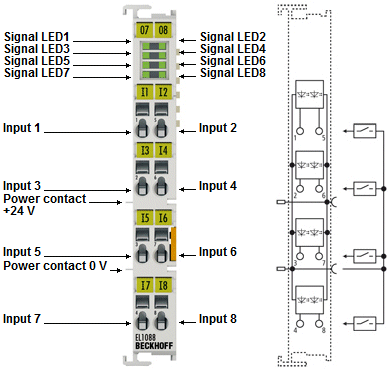 07 08
Signal LED1 Signal LED2
Signal LED3 Signal LED4
Signal LED5 Signal LED6
Signal LED7 Signal LED8
I1 I2
Input 1 Input 2
1 5
I3 I4
Input 3 Input 4
2 6
Power contact
+24 V
I5 I6
Input 5 Input 6
3 7
Power contact 0 V
I7 I8
Input 7 Input 8
4 8
EL1088
BECKHOFF